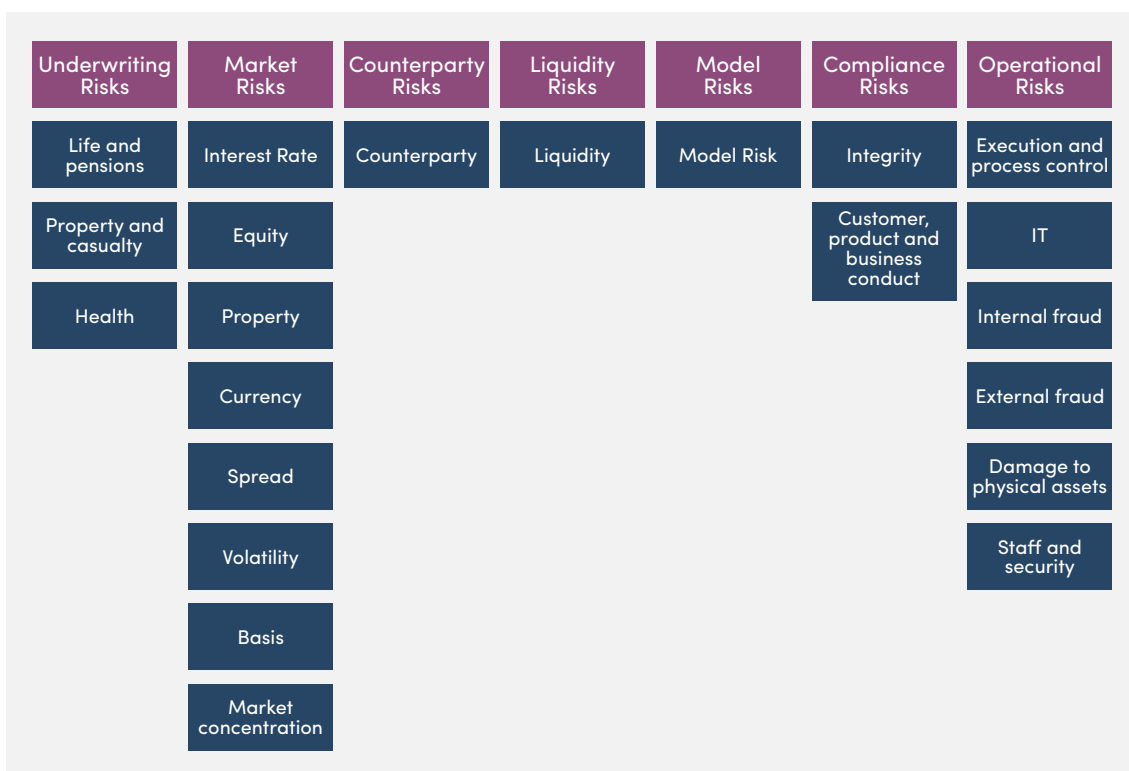 Underwriting
Risks
Market
Risks
Counterparty
Risks
Liquidity
Risks
Model
Risks
Compliance
Risks
Operational
Risks
Life and
pensions
Interest Rate
Counterparty
Liquidity
Model Risk
Integrity
Execution and
process control
Property and
casualty
Equity
Customer,
product and
business
conduct
IT
Health
Property
Internal fraud
Currency
External fraud
Spread
Damage to
physical assets
Volatility
Staff and
security
Basis
Market
concentration